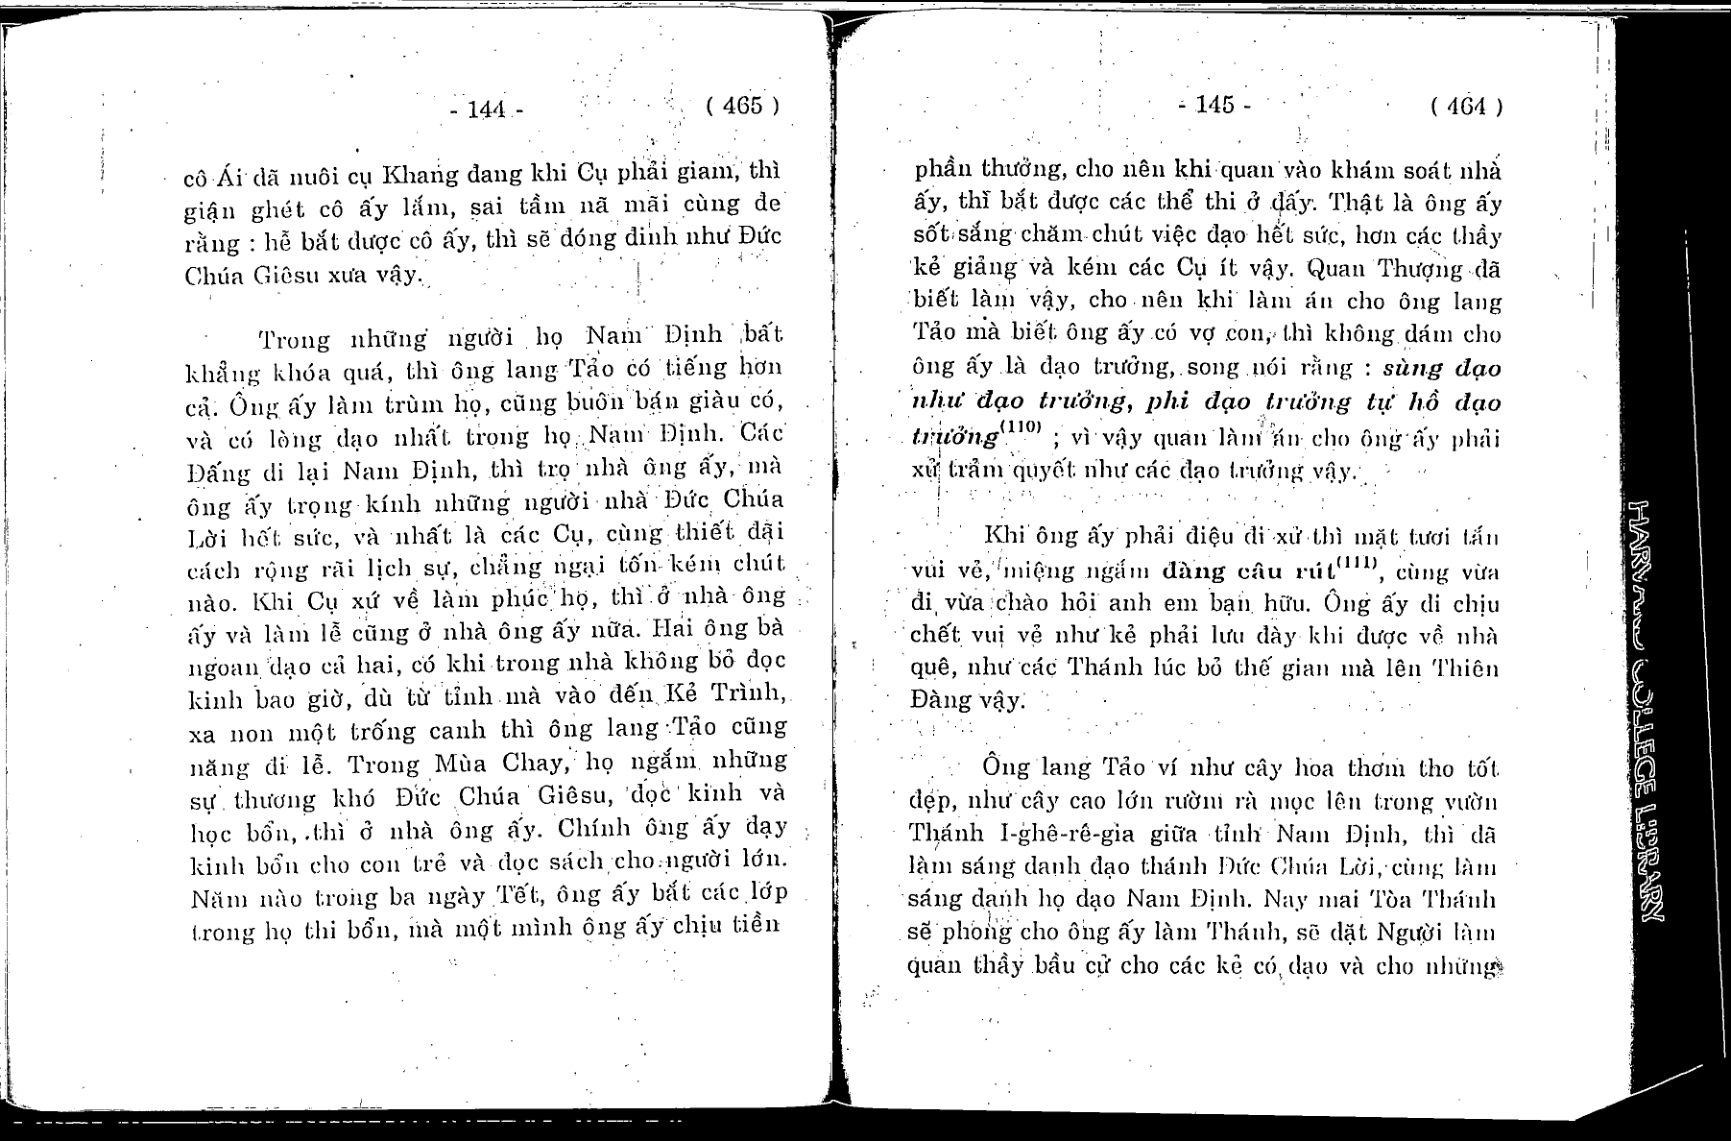 - 144 -
( 465 )
cô Ái đã nuôi cụ Khang đang khi Cụ phải giam, thì
giận ghét cô ấy lắm, sai tầm nã mãi cùng đe
rằng : hễ bắt được cô ấy, thì sẽ đóng đinh như Đức
Chúa Giêsu xưa vậy.
Trong những người họ Nam Định bất
khẳng khóa quá, thì ông lang Tảo có tiếng hơn
cả. Ông ấy làm trùm họ, cũng buôn bán giàu có,
và có lòng đạo nhất trong họ Nam Định. Các
Đấng đi lại Nam Định, thì trọ nhà ông ấy, mà
ông ấy trọng kính những người nhà Đức Chúa
Lời hết sức, và nhất là các Cụ, cùng thiết đãi
cách rộng rãi lịch sự, chẳng ngại tốn kém chút
nào. Khi Cụ xứ về làm phúc họ, thì ở nhà ông
ấy và làm lễ cũng ở nhà ông ấy nữa. Hai ông bà
ngoan đạo cả hai, có khi trong nhà không bỏ đọc
kinh bao giờ, dù từ tỉnh mà vào đến Kẻ Trình,
xa non một trống canh thì ông lang Tảo cũng
năng đi lễ. Trong Mùa Chay, họ ngắm những
sự thương khó Đức Chúa Giêsu, đọc kinh và
học bổn, thì ở nhà ông ấy. Chính ông ấy dạy
kinh bổn cho con trẻ và đọc sách cho người lớn.
Năm nào trong ba ngày Tết, ông ấy bắt các lớp
trong họ thi bổn, mà một mình ông ấy chịu tiền
- 145 -
( 464 )
phần thưởng, cho nên khi quan vào khám soát nhà
ấy, thì bắt được các thể thi ở đấy. Thật là ông ấy
sốt sắng chăm chút việc đạo hết sức, hơn các thầy
kẻ giảng và kém các Cụ ít vậy. Quan Thượng đã
biết làm vậy, cho nên khi làm án cho ông lang
Tảo mà biết ông ấy có vợ con, thì không dám cho
ông ấy là đạo trưởng, song nói rằng : sùng đạo
như đạo trưởng, phi đạo trưởng tự hồ đạo
trưởng(110) ; vì vậy quan làm án cho ông ấy phải
xử trảm quyết như các đạo trưởng vậy.
Khi ông ấy phải điệu đi xử thì mặt tươi tắn
vui vẻ, miệng ngắm đàng câu rút(111), cùng vừa
đi vừa chào hỏi anh em bạn hữu. Ông ấy đi chịu
chết vui vẻ như kẻ phải lưu đày khi được về nhà
quê, như các Thánh lúc bỏ thế gian mà lên Thiên
Đàng vậy.
Ông lang Tảo ví như cây hoa thơm tho tốt
đẹp, như cây cao lớn rườm rà mọc lên trong vườn
Thánh I-ghê-rê-gia giữa tỉnh Nam Định, thì đã
làm sáng danh đạo thánh Đức Chúa Lời, cùng làm
sáng danh họ đạo Nam Định. Nay mai Tòa Thánh
sẽ phong cho ông ấy làm Thánh, sẽ đặt Người làm
quan thầy bầu cử cho các kẻ có đạo và cho những
HARVARD COLLEGE LIBRARY